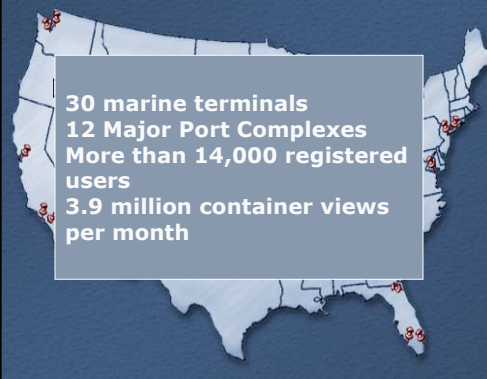 30 marine terminals
12 Major Port Complexes
More than 14,000 registered
users
3.9 million container views
per month